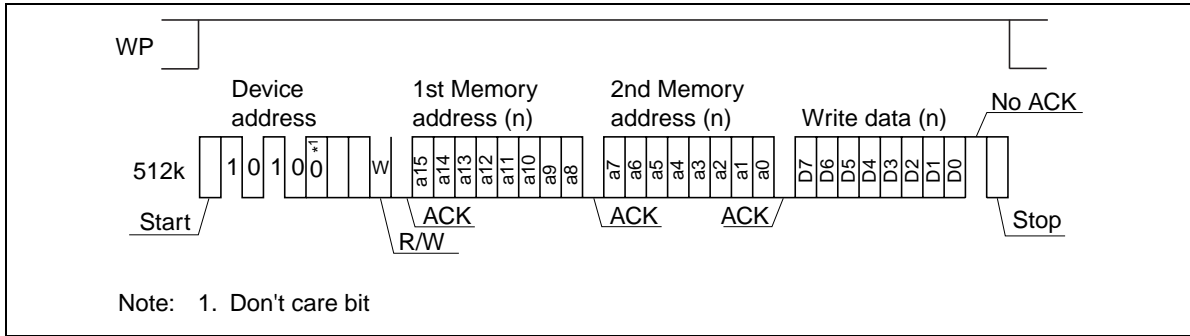 WP
Device
address
1st Memory
address (n)
2nd Memory
address (n)
Write data (n)
No ACK
512k
1 0 1 0 0 *1 W
a15 a14 a13 a12 a11 a10 a9 a8
a7 a6 a5 a4 a3 a2 a1 a0
D7 D6 D5 D4 D3 D2 D1 D0
Start
R/W
ACK
ACK
ACK
Stop
Note: 1. Don't care bit